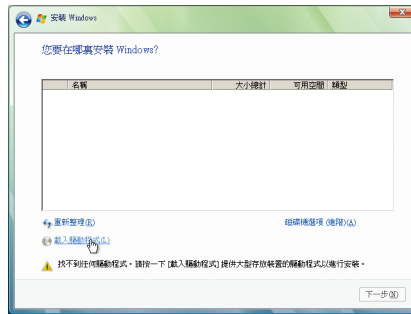 安裝 Windows
您要在哪裏安裝 Windows?
名稱 大小總計 可用空間 類型
重新整理(R) 磁碟機選項 (進階)(A)
載入驅動程式(L)
找不到任何驅動程式。請按一下 [載入驅動程式] 提供大型存放裝置的驅動程式以進行安裝。
下一步(N)